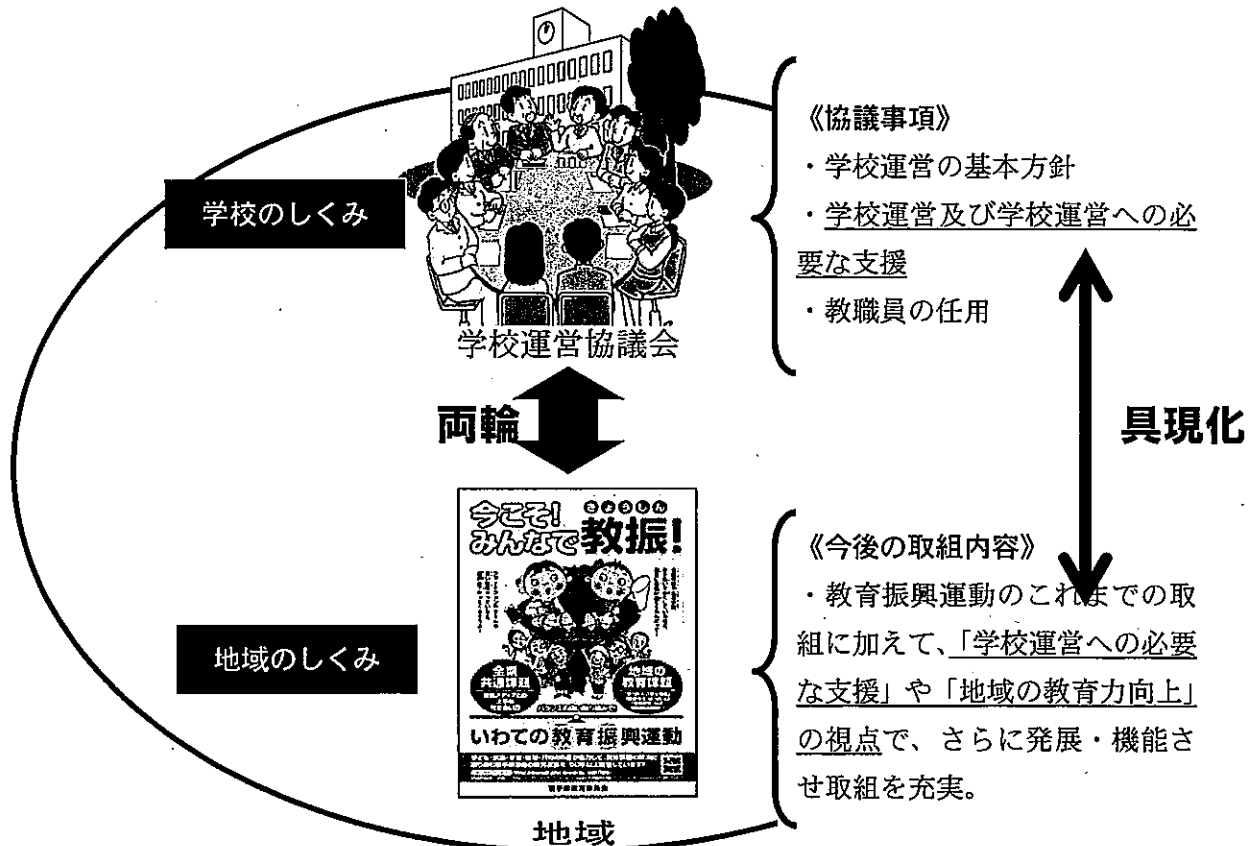 《協議事項》
・学校運営の基本方針
・学校運営及び学校運営への必
要な支援
・教職員の任用
学校のしくみ
学校運営協議会
両輪
具現化
今こそ!
みんなで
きょうしん
教振!
全県
共通課題
地域の
教育課題
いわての教育振興運動
地域のしくみ
《今後の取組内容》
・教育振興運動のこれまでの取
組に加えて、「学校運営への必要
な支援」や「地域の教育力向上」
の視点で、さらに発展・機能さ
せ取組を充実。
地域